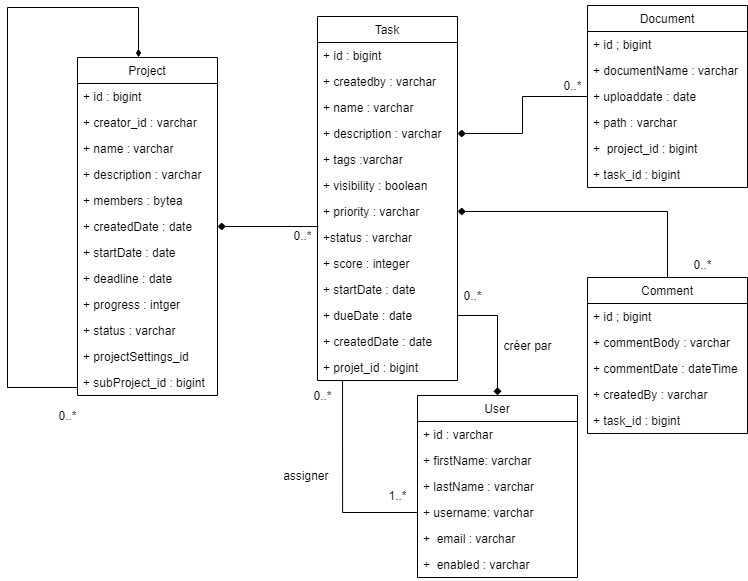 Project
+ id : bigint
+ creator_id : varchar
+ name : varchar
+ description : varchar
+ members : bytea
+ createdDate : date
+ startDate : date
+ deadline : date
+ progress : intger
+ status : varchar
+ projectSettings_id
+ subProject_id : bigint
0..*
0..*
Task
+ id : bigint
+ createdby : varchar
+ name : varchar
+ description : varchar
+ tags :varchar
+ visibility : boolean
+ priority : varchar
+status : varchar
+ score : integer
+ startDate : date
+ dueDate : date
+ createdDate : date
+ projet_id : bigint
0..*
Document
+ id ; bigint
+ documentName : varchar
+ uploaddate : date
+ path : varchar
+ project_id : bigint
+ task_id : bigint
0..*
Comment
+ id ; bigint
+ commentBody : varchar
+ commentDate : dateTime
+ createdBy : varchar
+ task_id : bigint
0..*
créer par
0..*
assigner
1..*
User
+ id : varchar
+ firstName: varchar
+ lastName : varchar
+ username: varchar
+ email : varchar
+ enabled : varchar